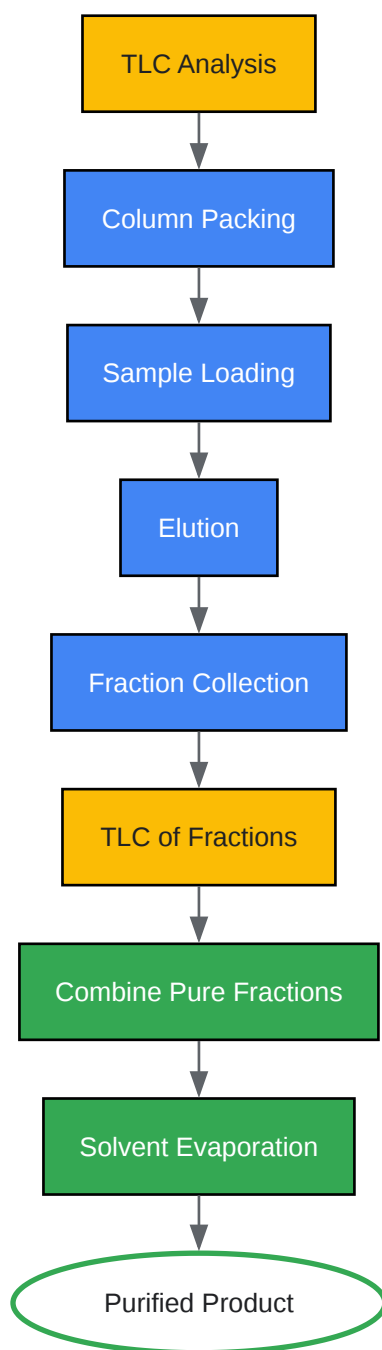 TLC Analysis
Column Packing
Sample Loading
Elution
Fraction Collection
TLC of Fractions
Combine Pure Fractions
Solvent Evaporation
Purified Product